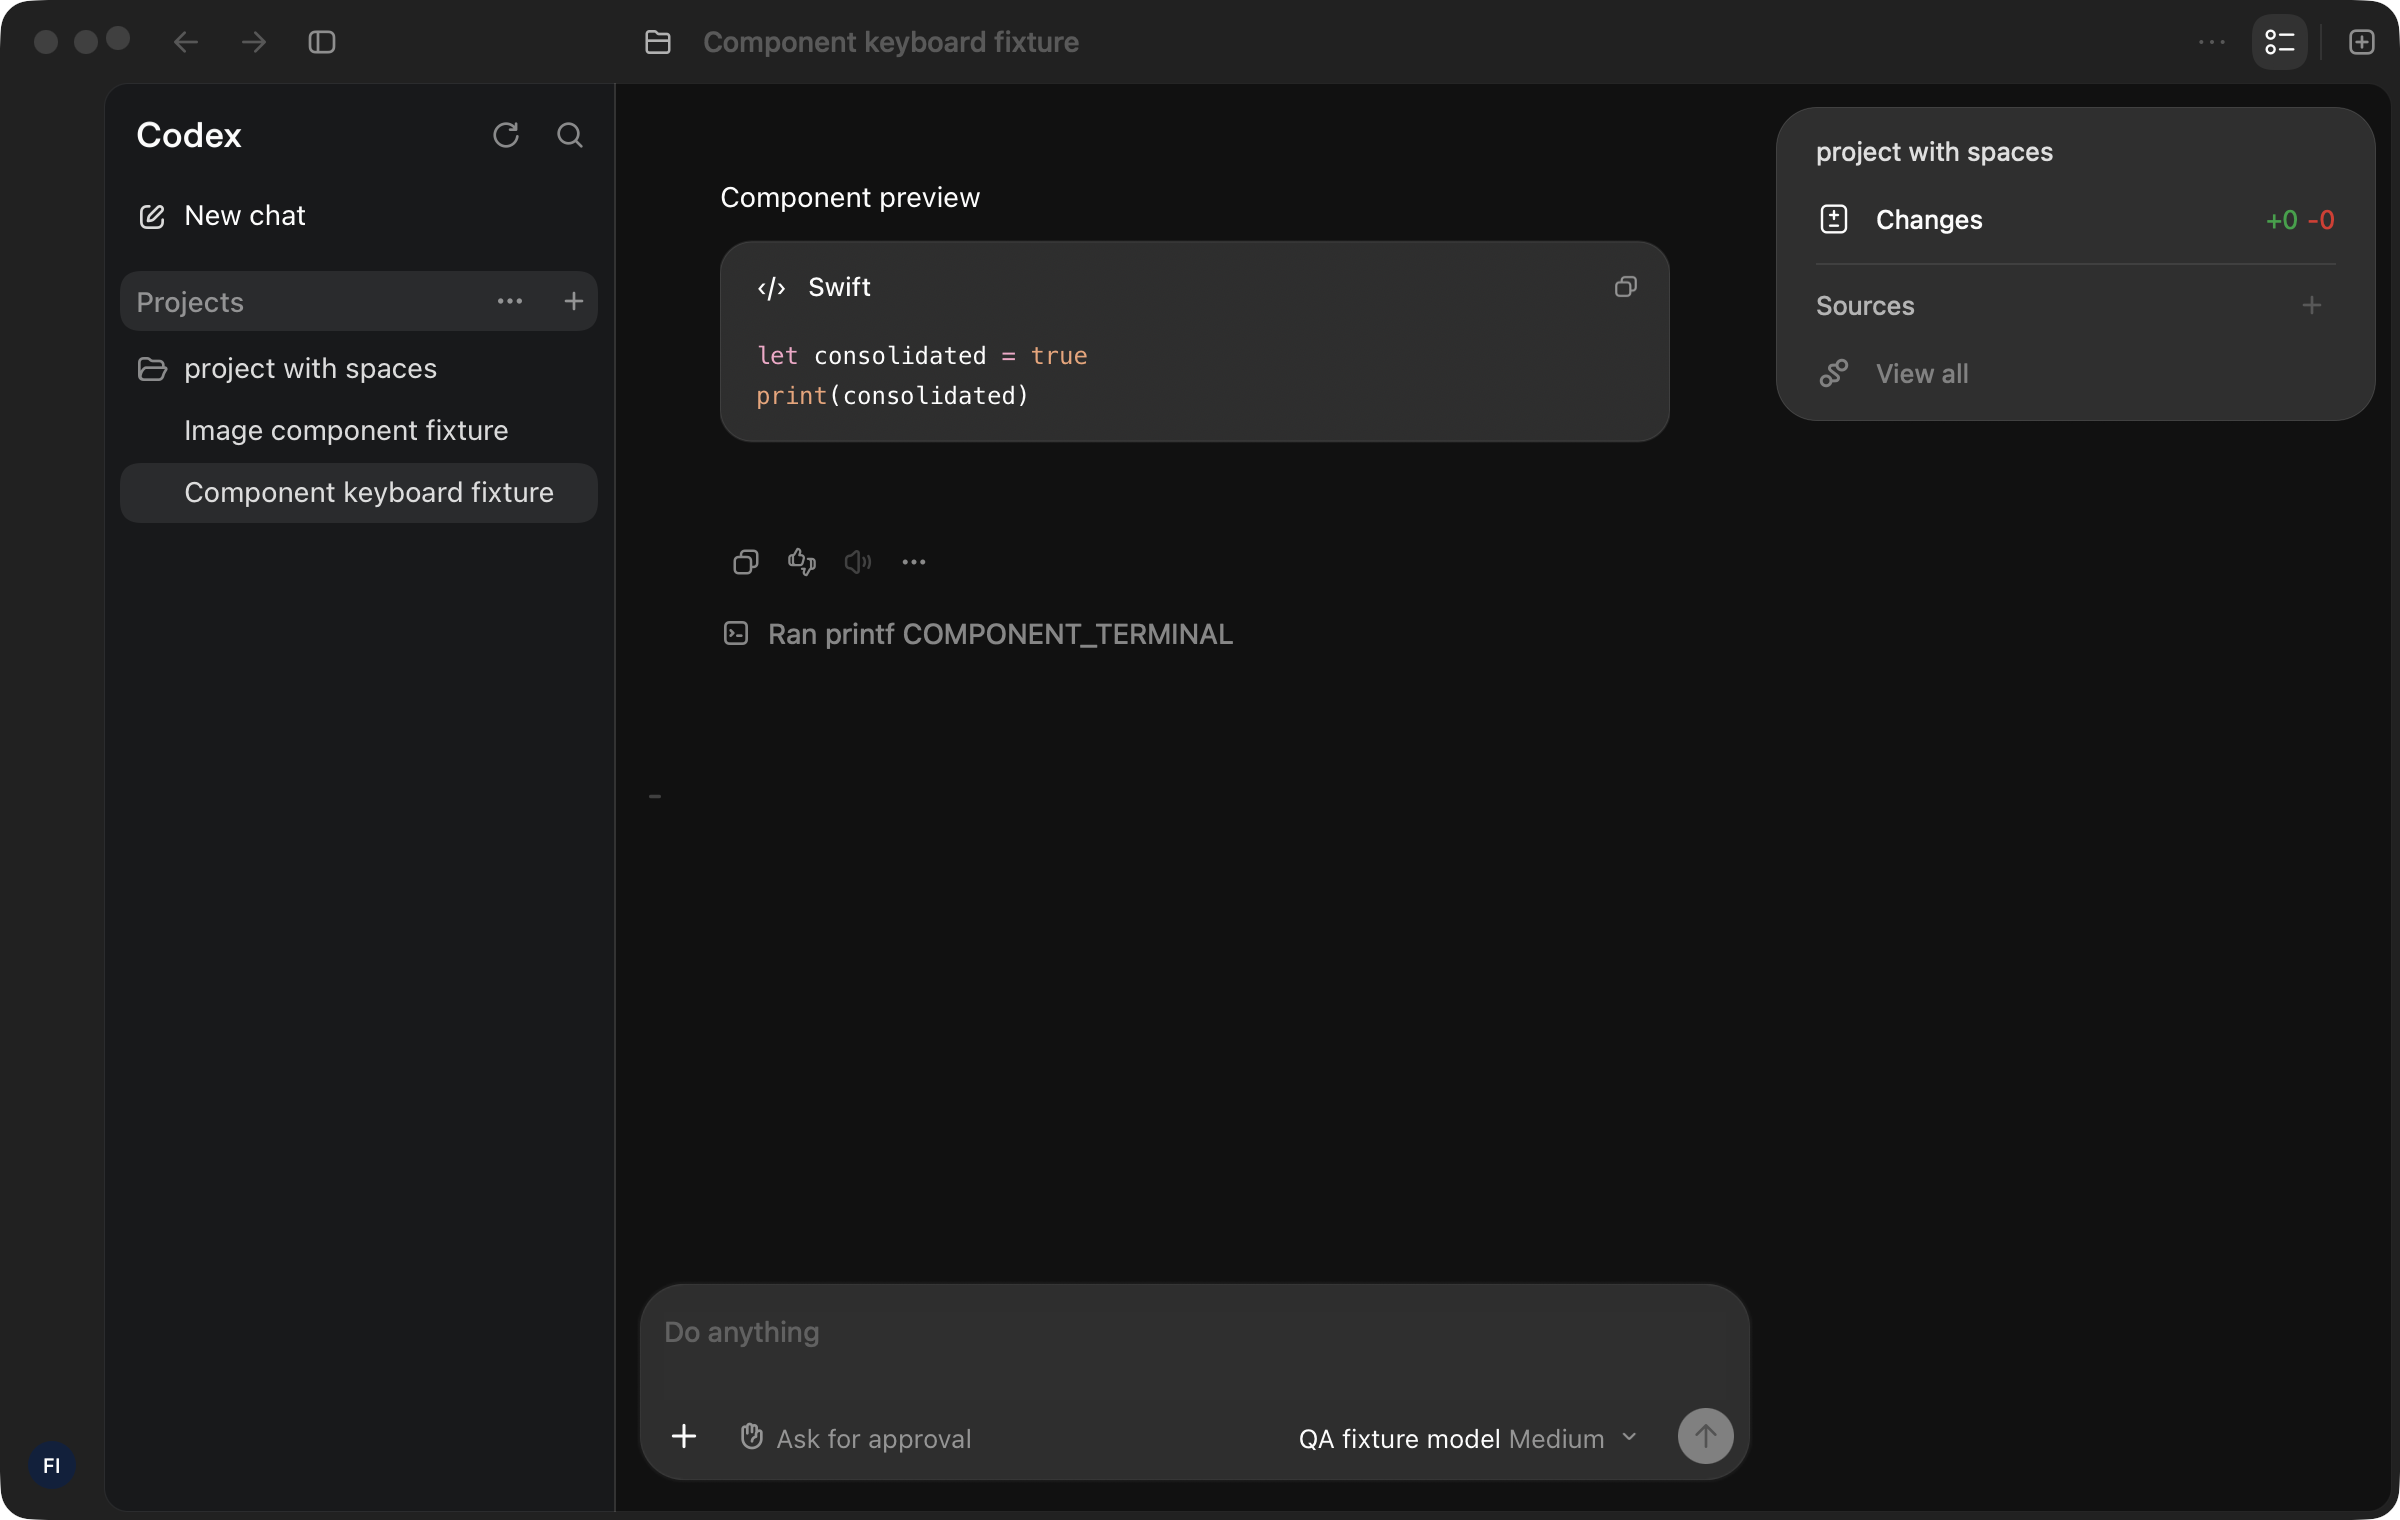 Component keyboard fixture
Codex
New chat
Projects
project with spaces
Image component fixture
Component keyboard fixture
Component preview
Swift
let consolidated = true
print(consolidated)
Ran printf COMPONENT_TERMINAL
project with spaces
Changes +0 -0
Sources
View all
Do anything
Ask for approval
QA fixture model Medium
FI